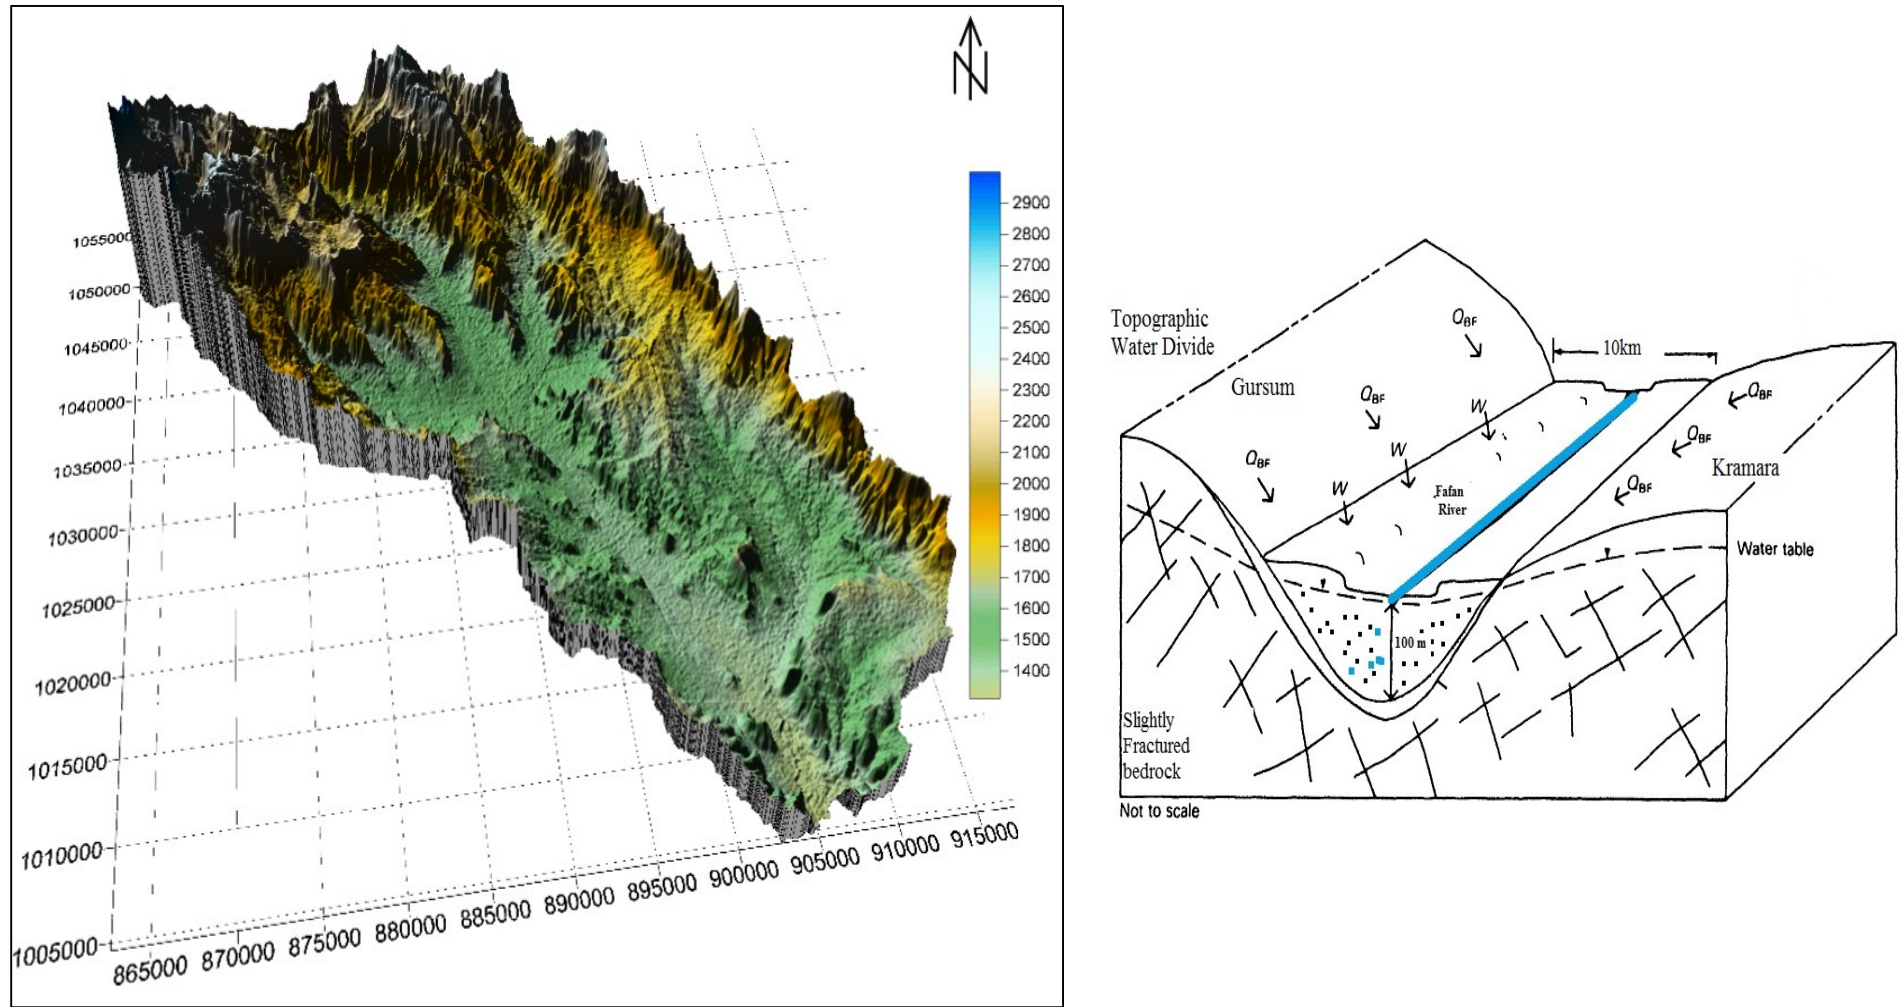 N
2900
2800
2700
2600
2500
2400
2300
2200
2100
2000
1900
1800
1700
1600
1500
1400
1055000
1050000
1045000
1040000
1035000
1030000
1025000
1020000
1015000
1010000
1005000
865000
870000
875000
880000
885000
890000
895000
900000
905000
910000
915000
Topographic
Water Divide
QBF
10km
Gursum
QBF
W
QBF
QBF
W
QBF
Kramara
W
Fafan
River
QBF
Water table
100 m
Slightly
Fractured
bedrock
Not to scale